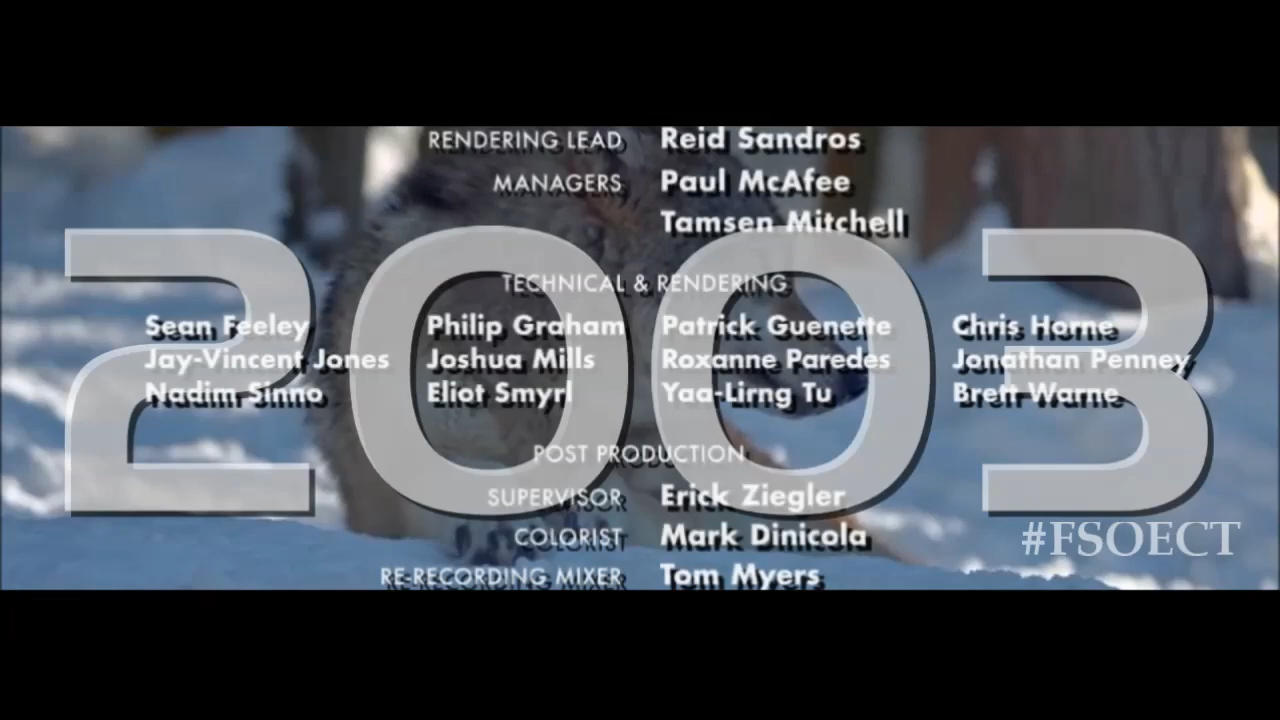 RENDERING LEAD Reid Sandros
MANAGERS Paul McAfee
Tamsen Mitchell
2003
TECHNICAL & RENDERING
Sean Feeley Philip Graham Patrick Guenette Chris Horne
Jay-Vincent Jones Joshua Mills Roxanne Paredes Jonathan Penney
Nadim Sinno Eliot Smyrl Yaa-Lirng Tu Brett Warne
POST PRODUCTION
SUPERVISOR Erick Ziegler
COLORIST Mark Dinicola
#FSOECT
RE-RECORDING MIXER Tom Myers